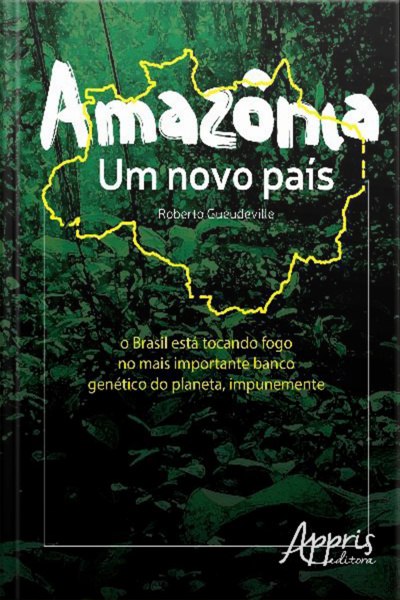 Amazônia
Um novo país
Roberto Gueudeville
o Brasil está tocando fogo
no mais importante banco
genético do planeta, impunemente
Appris
editora